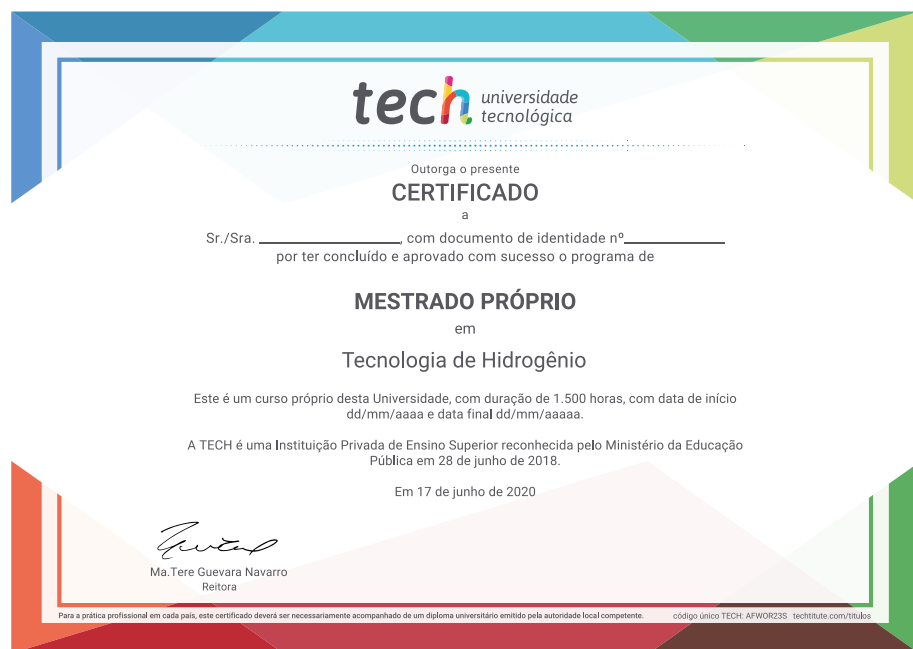 tech universidade
tecnológica
Outorga o presente
CERTIFICADO
a
Sr./Sra. ____________________, com documento de identidade nº______________
por ter concluído e aprovado com sucesso o programa de
MESTRADO PRÓPRIO
em
Tecnologia de Hidrogênio
Este é um curso próprio desta Universidade, com duração de 1.500 horas, com data de início
dd/mm/aaaa e data final dd/mm/aaaaa.
A TECH é uma Instituição Privada de Ensino Superior reconhecida pelo Ministério da Educação
Pública em 28 de junho de 2018.
Em 17 de junho de 2020
Ma.Tere Guevara Navarro
Reitora
Para a prática profissional em cada país, este certificado deverá ser necessariamente acompanhado de um diploma universitário emitido pela autoridade local competente. código único TECH: AFWOR23S techtitute.com/titulos